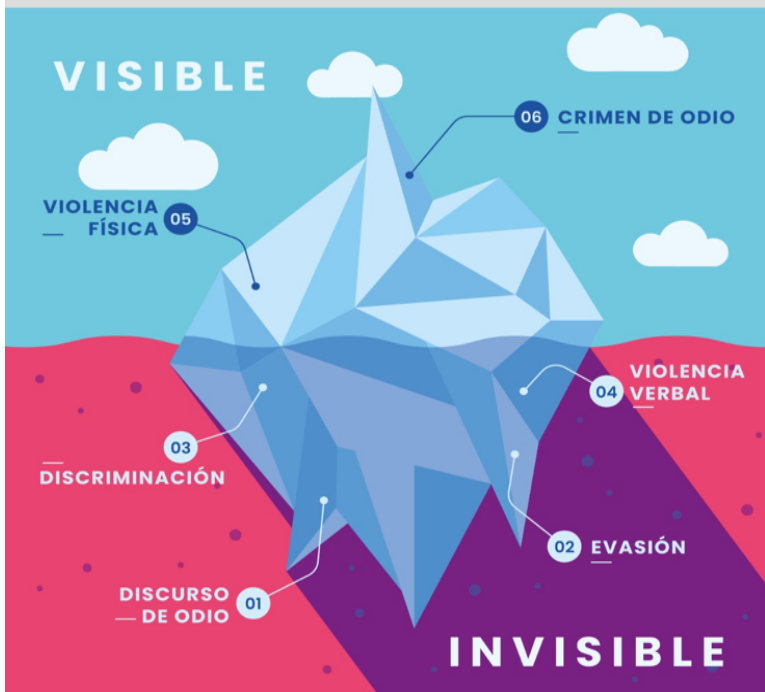 VISIBLE
06 CRIMEN DE ODIO
VIOLENCIA
FÍSICA 05
VIOLENCIA
04 VERBAL
03
DISCRIMINACIÓN
02 EVASIÓN
DISCURSO
DE ODIO 01
INVISIBLE